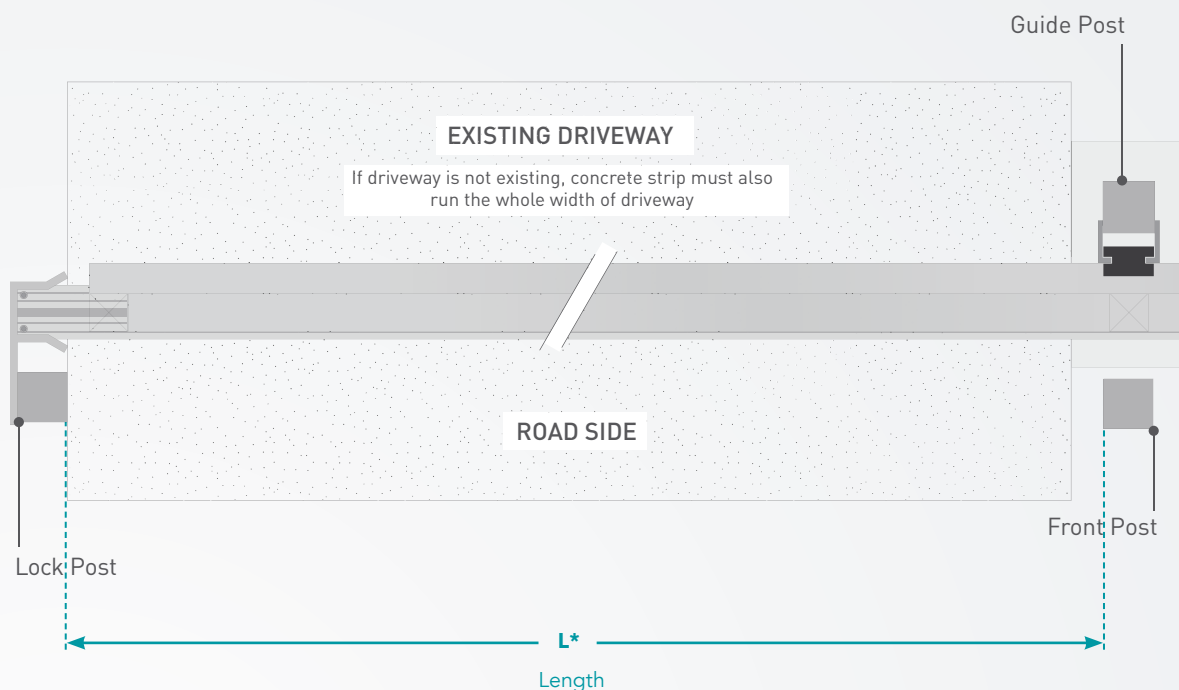 Guide Post
EXISTING DRIVEWAY
If driveway is not existing, concrete strip must also
run the whole width of driveway
ROAD SIDE
Front Post
Lock Post
L*
Length